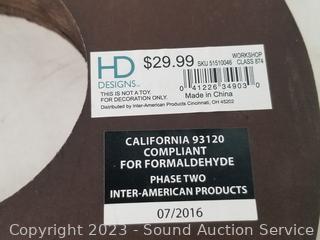 HD
DESIGNS
$29.99
WORKSHOP
SKU 51510046 CLASS 874
THIS IS NOT A TOY.
FOR DECORATION ONLY.
0 41226 34903 0
Made in China
Distributed by Inter-American Products Cincinnati, OH 45202
CALIFORNIA 93120
COMPLIANT
FOR FORMALDEHYDE
PHASE TWO
INTER-AMERICAN PRODUCTS
07/2016
Copyright 2023 - Sound Auction Service